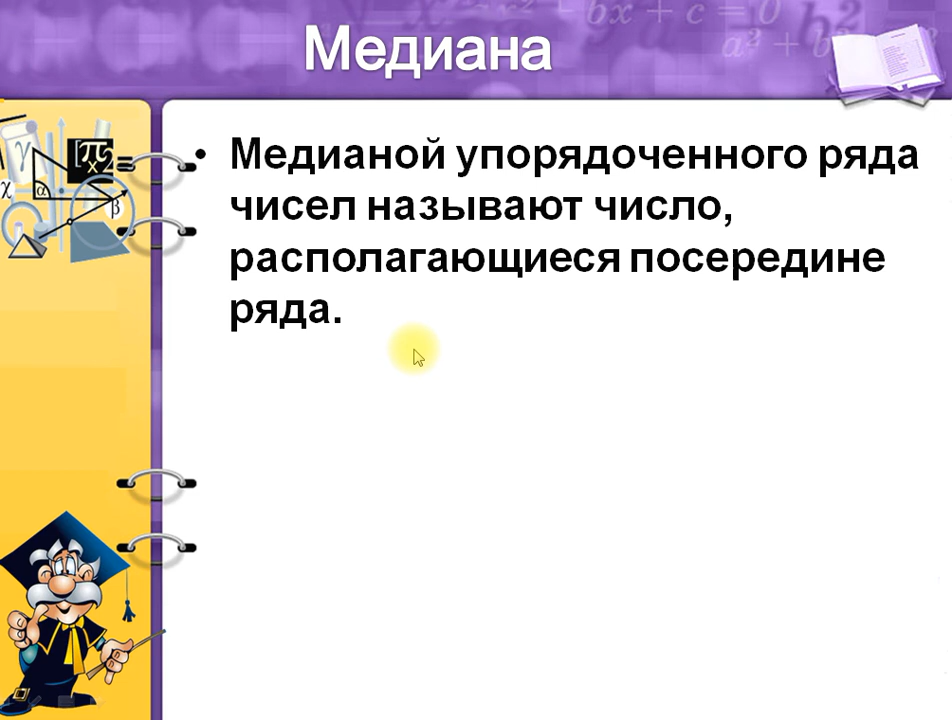 Медиана
• Медианой упорядоченного ряда
чисел называют число,
располагающиеся посередине
ряда.